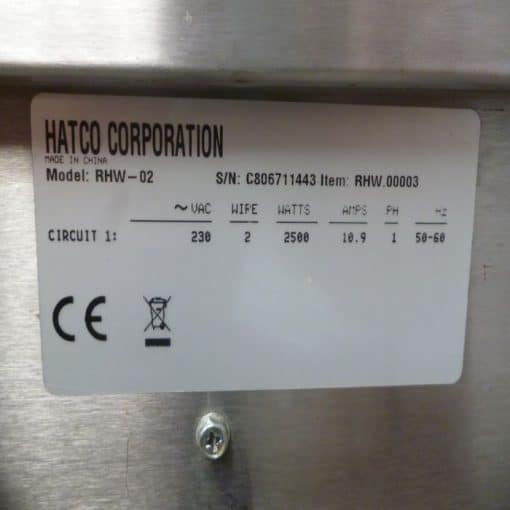 HATCO CORPORATION
MADE IN CHINA
Model: RHW-02 S/N: C806711443 Item: RHW.00003
~ VAC WIRE WATTS AMPS PH HZ
CIRCUIT 1: 230 2 2500 10.9 1 50-60
CE